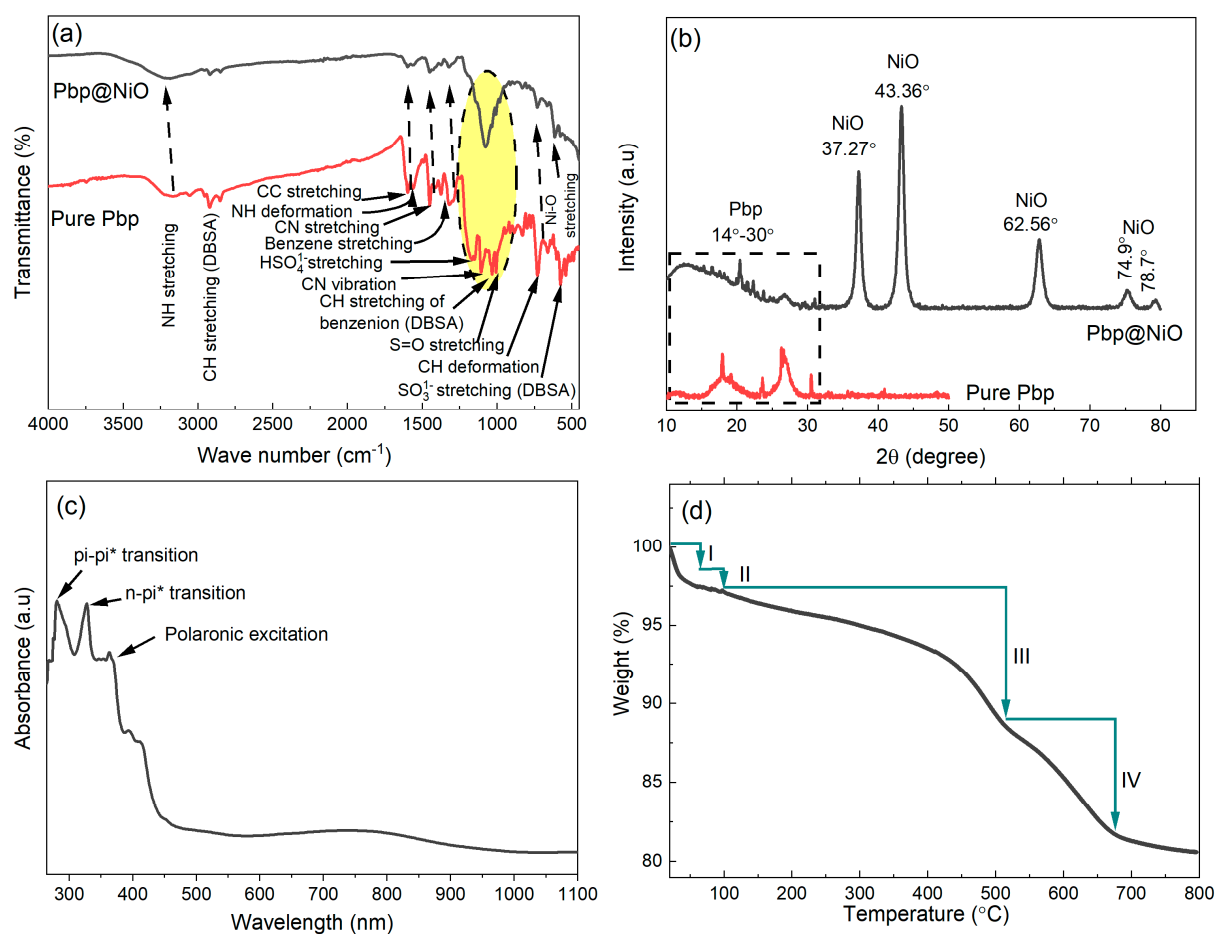 (a)
Pbp@NiO
Pure Pbp
CC stretching
NH deformation
CN stretching
Benzene stretching
HSO₄¹⁻stretching
CN vibration
CH stretching of
benzenion (DBSA)
S=O stretching
CH deformation
SO₃¹⁻stretching (DBSA)
NH stretching
CH stretching (DBSA)
Ni-O
stretching
Transmittance (%)
4000 3500 3000 2500 2000 1500 1000 500
Wave number (cm⁻¹)
(b)
NiO
43.36°
NiO
37.27°
NiO
62.56°
NiO
74.9°
78.7°
Pbp
14°-30°
Pbp@NiO
Pure Pbp
Intensity (a.u)
10 20 30 40 50 60 70 80
2θ (degree)
(c)
pi-pi* transition
n-pi* transition
Polaronic excitation
Absorbance (a.u)
300 400 500 600 700 800 900 1000 1100
Wavelength (nm)
(d)
I
II
III
IV
100
95
90
85
80
Weight (%)
100 200 300 400 500 600 700 800
Temperature (°C)